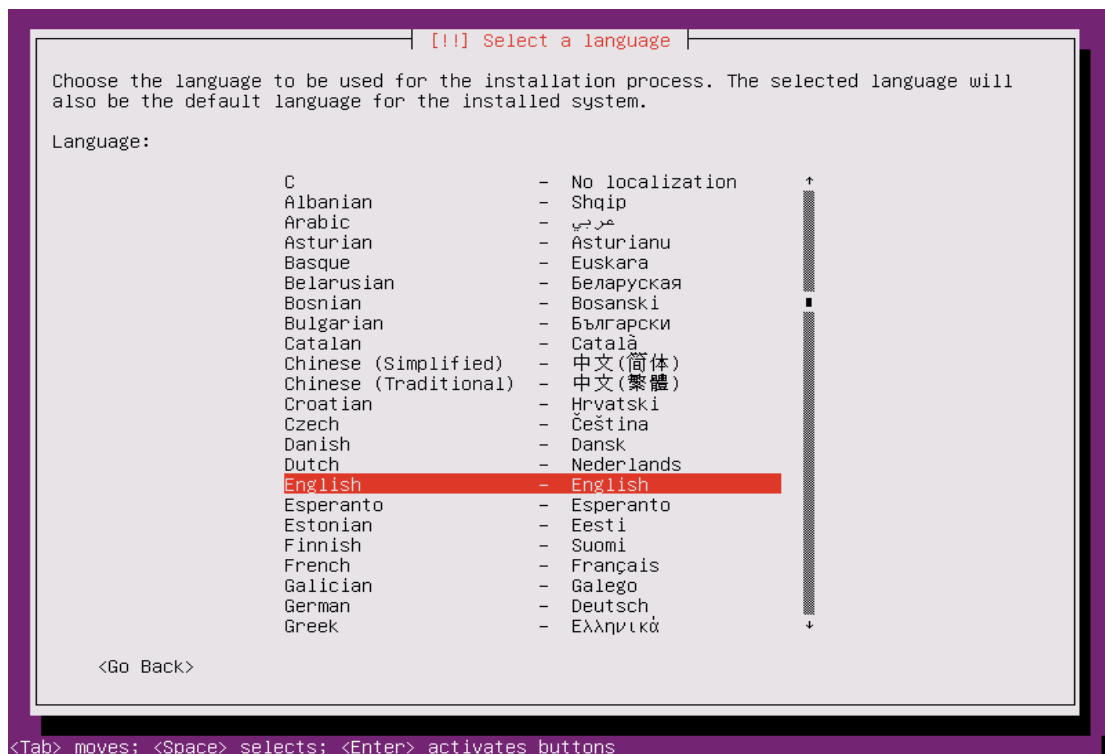 [!!] Select a language
Choose the language to be used for the installation process. The selected language will
also be the default language for the installed system.
Language:
C - No localization
Albanian - Shqip
Arabic - عربي
Asturian - Asturianu
Basque - Euskara
Belarusian - Беларуская
Bosnian - Bosanski
Bulgarian - Български
Catalan - Català
Chinese (Simplified) - 中文(简体)
Chinese (Traditional) - 中文(繁體)
Croatian - Hrvatski
Czech - Čeština
Danish - Dansk
Dutch - Nederlands
English - English
Esperanto - Esperanto
Estonian - Eesti
Finnish - Suomi
French - Français
Galician - Galego
German - Deutsch
Greek - Ελληνικά
<Go Back>
<Tab> moves; <Space> selects; <Enter> activates buttons